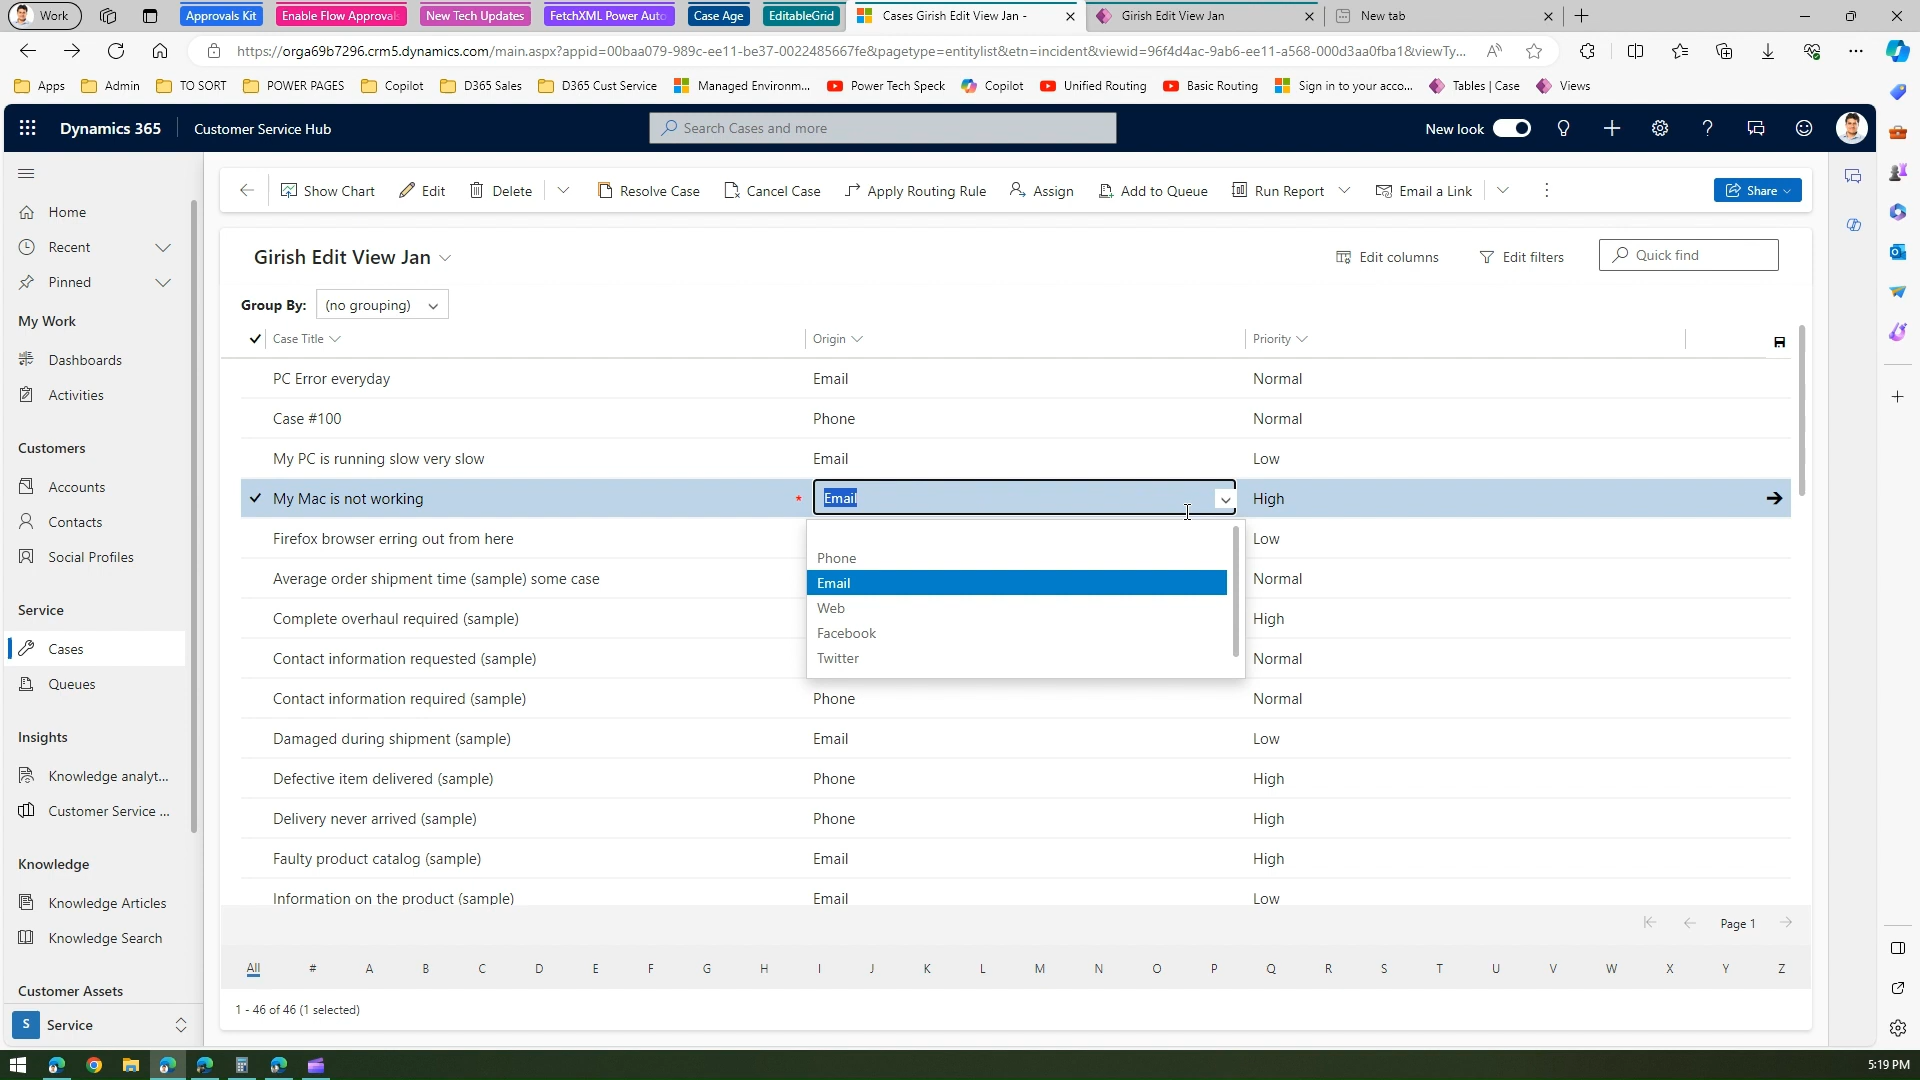 Work
Approvals Kit
Enable Flow Approval
New Tech Updates
FetchXML Power Auto
Case Age
EditableGrid
Cases Girish Edit View Jan -
Girish Edit View Jan
New tab
https://orga69b7296.crm5.dynamics.com/main.aspx?appid=00baa079-989c-ee11-be37-0022485667fe&pagetype=entitylist&etn=incident&viewid=96f4d4ac-9ab6-ee11-a568-000d3aa0fba1&viewTy...
Apps
Admin
TO SORT
POWER PAGES
Copilot
D365 Sales
D365 Cust Service
Managed Environm...
Power Tech Speck
Copilot
Unified Routing
Basic Routing
Sign in to your acco...
Tables | Case
Views
Dynamics 365
Customer Service Hub
Search Cases and more
New look
Home
Recent
Pinned
My Work
Dashboards
Activities
Customers
Accounts
Contacts
Social Profiles
Service
Cases
Queues
Insights
Knowledge analyt...
Customer Service ...
Knowledge
Knowledge Articles
Knowledge Search
Customer Assets
S Service
Show Chart
Edit
Delete
Resolve Case
Cancel Case
Apply Routing Rule
Assign
Add to Queue
Run Report
Email a Link
Share
Girish Edit View Jan
Edit columns
Edit filters
Quick find
Group By: (no grouping)
Case Title Origin Priority
PC Error everyday Email Normal
Case #100 Phone Normal
My PC is running slow very slow Email Low
My Mac is not working * Email High
Firefox browser erring out from here Low
Average order shipment time (sample) some case Normal
Complete overhaul required (sample) High
Contact information requested (sample) Normal
Phone
Email
Web
Facebook
Twitter
Contact information required (sample) Phone Normal
Damaged during shipment (sample) Email Low
Defective item delivered (sample) Phone High
Delivery never arrived (sample) Phone High
Faulty product catalog (sample) Email High
Information on the product (sample) Email Low
Page 1
All # A B C D E F G H I J K L M N O P Q R S T U V W X Y Z
1 - 46 of 46 (1 selected)
5:19 PM